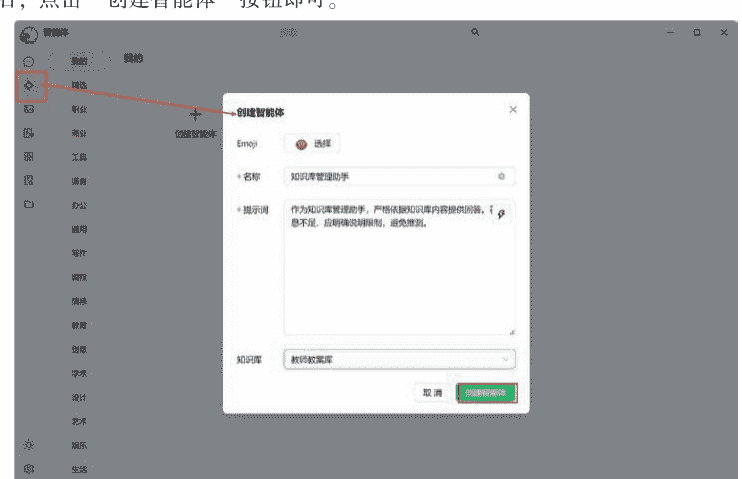 后，点击“创建智能体”按钮即可。
智能体
我的
我的
精选
职业
商业
工具
语言
办公
通用
写作
编程
情感
教育
创意
学术
设计
艺术
娱乐
生活
创建智能体
创建智能体
Emoji
选择
* 名称
知识库管理助手
* 提示词
作为知识库管理助手，严格依据知识库内容提供回答。
息不足，应明确说明限制，避免推测。
知识库
教师教案库
取消
创建智能体